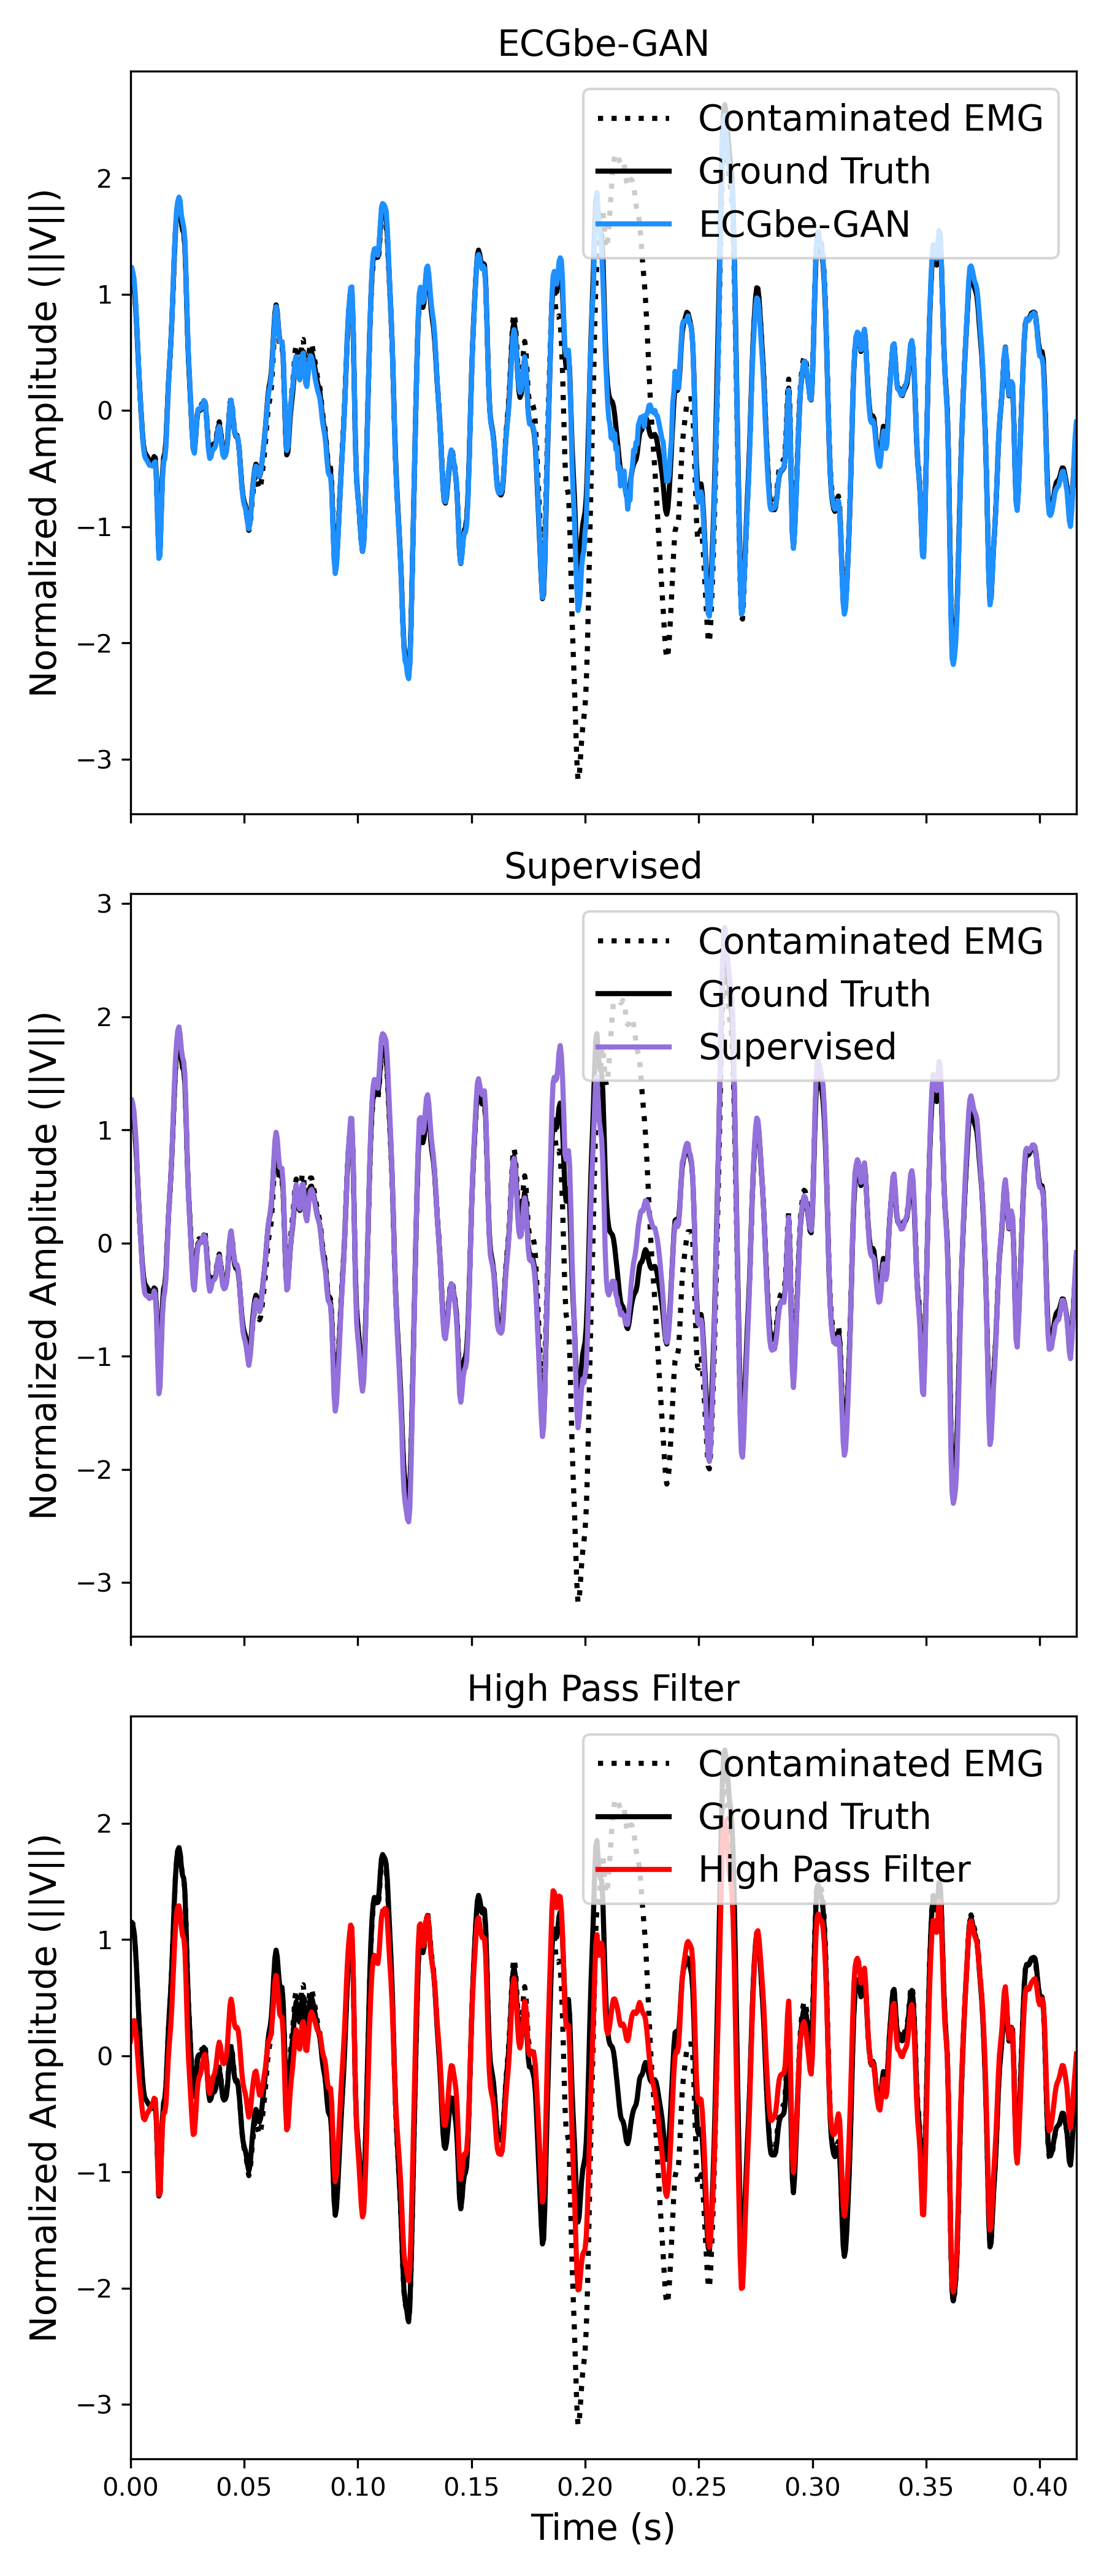 ECGbe-GAN
Contaminated EMG
Ground Truth
ECGbe-GAN
2
1
0
−1
−2
−3
Normalized Amplitude (||V||)
Supervised
Contaminated EMG
Ground Truth
Supervised
3
2
1
0
−1
−2
−3
Normalized Amplitude (||V||)
High Pass Filter
Contaminated EMG
Ground Truth
High Pass Filter
2
1
0
−1
−2
−3
Normalized Amplitude (||V||)
0.00 0.05 0.10 0.15 0.20 0.25 0.30 0.35 0.40
Time (s)